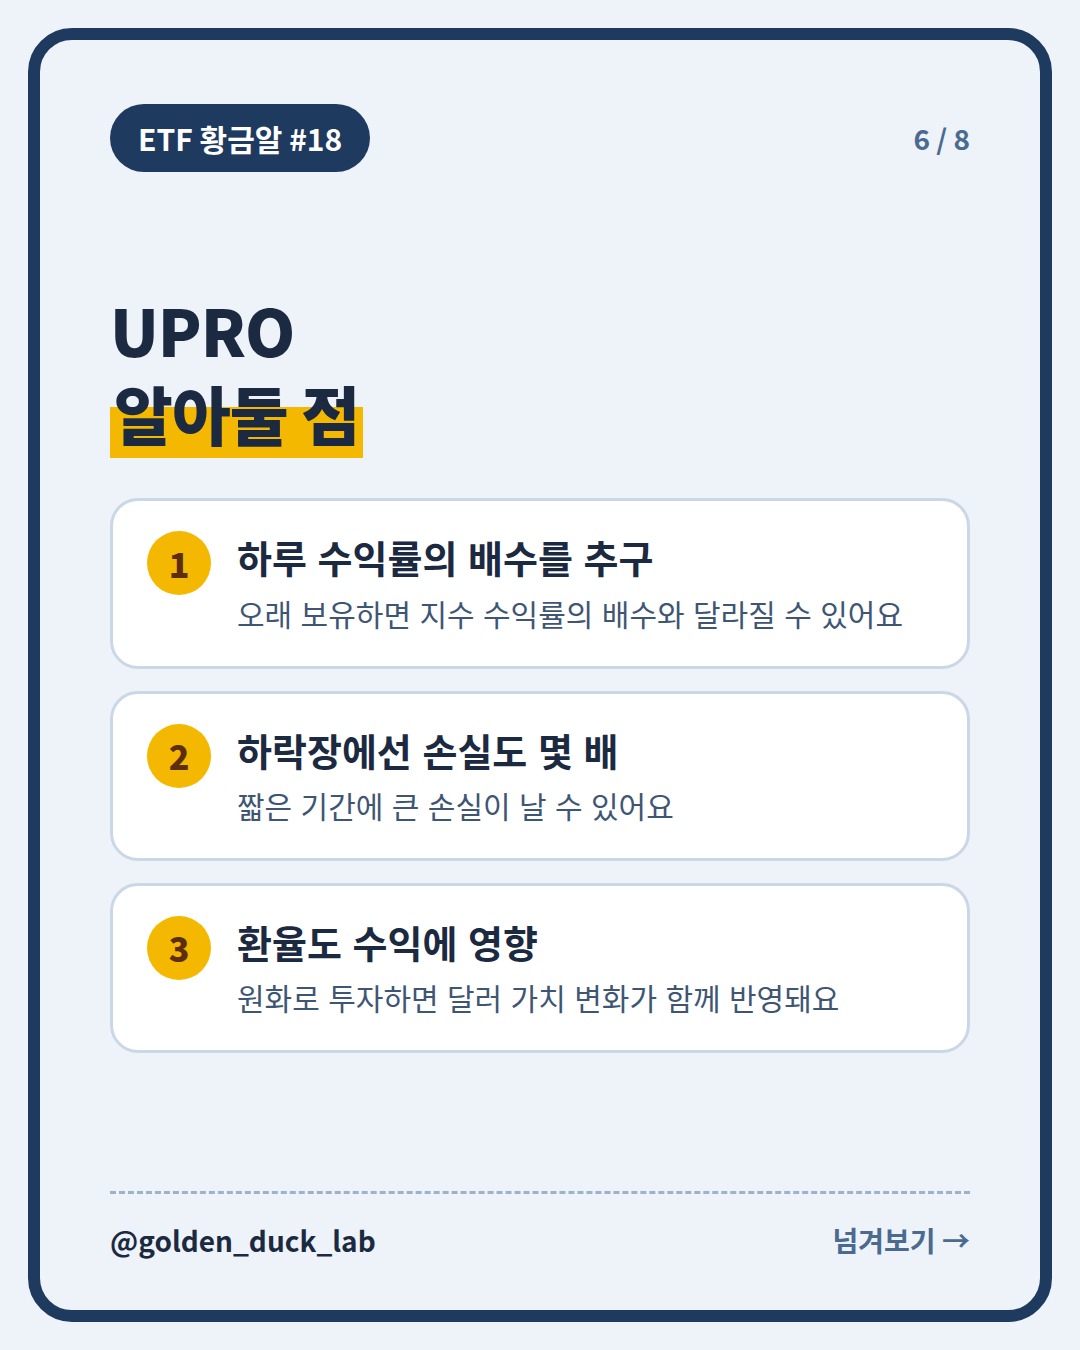 ETF 황금알 #18
6 / 8
UPRO
알아둘 점
1
하루 수익률의 배수를 추구
오래 보유하면 지수 수익률의 배수와 달라질 수 있어요
2
하락장에선 손실도 몇 배
짧은 기간에 큰 손실이 날 수 있어요
3
환율도 수익에 영향
원화로 투자하면 달러 가치 변화가 함께 반영돼요
@golden_duck_lab
넘겨보기 →